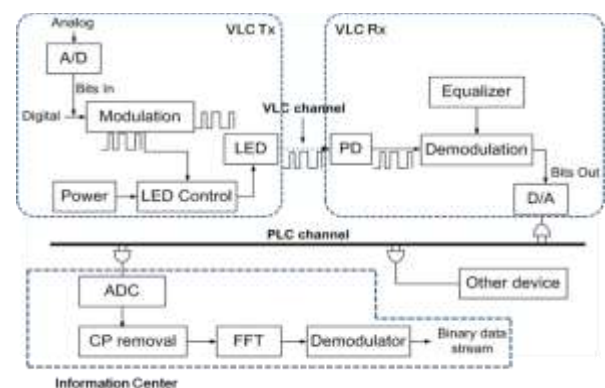 Analog
VLC Tx
VLC Rx
A/D
Bits In
Equalizer
Digital
Modulation
VLC channel
LED
PD
Demodulation
Bits Out
Power
LED Control
D/A
PLC channel
ADC
Other device
CP removal
FFT
Demodulator
Binary data
stream
Information Center